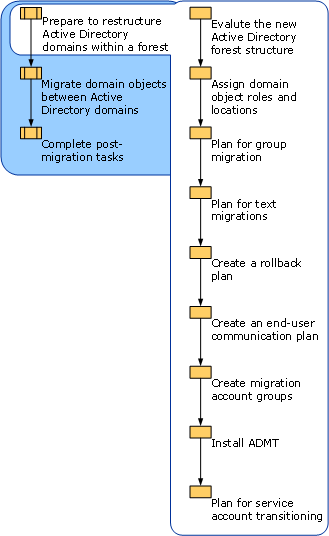 Prepare to restructure
Active Directory
domains within a forest
Migrate domain objects
between Active
Directory domains
Complete post-
migration tasks
Evalute the new
Active Directory
forest structure
Assign domain
object roles and
locations
Plan for group
migration
Plan for text
migrations
Create a rollback
plan
Create an end-user
communication plan
Create migration
account groups
Install ADMT
Plan for service
account transitioning